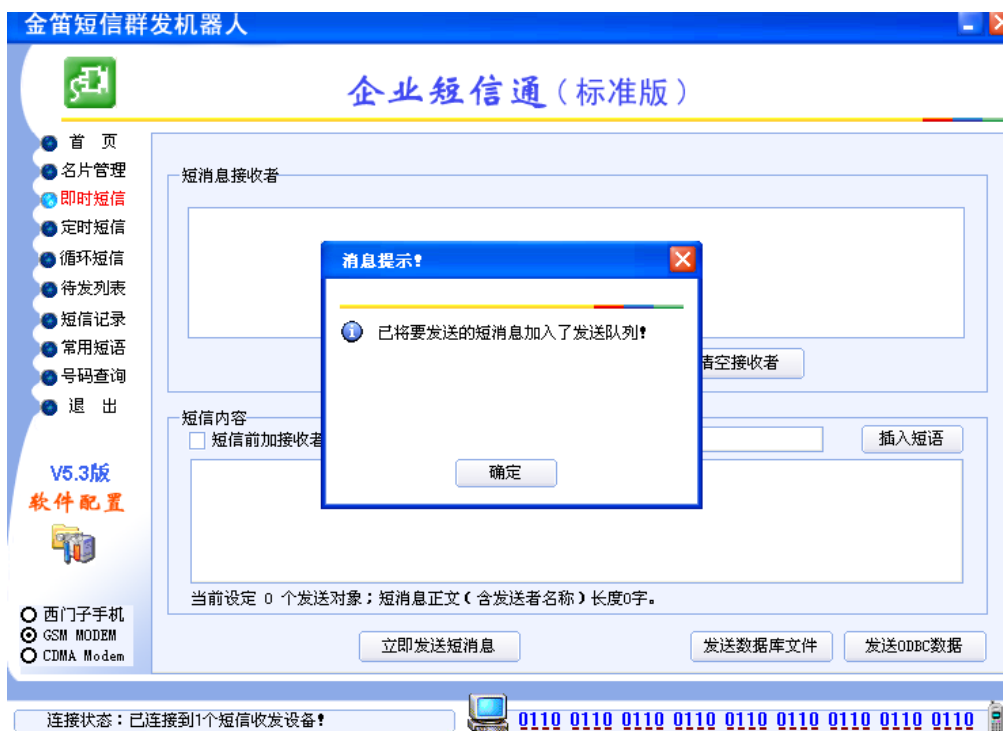 金笛短信群发机器人
企业短信通(标准版)
首 页
名片管理
即时短信
定时短信
循环短信
待发列表
短信记录
常用短语
号码查询
退 出
V5.3版
软件配置
西门子手机
GSM MODEM
CDMA Modem
短消息接收者
消息提示!
已将要发送的短消息加入了发送队列!
确定
清空接收者
短信内容
短信前加接收者
插入短语
当前设定 0 个发送对象;短消息正文(含发送者名称)长度0字。
立即发送短消息
发送数据库文件
发送ODBC数据
连接状态:已连接到1个短信收发设备!
0110 0110 0110 0110 0110 0110 0110 0110 0110